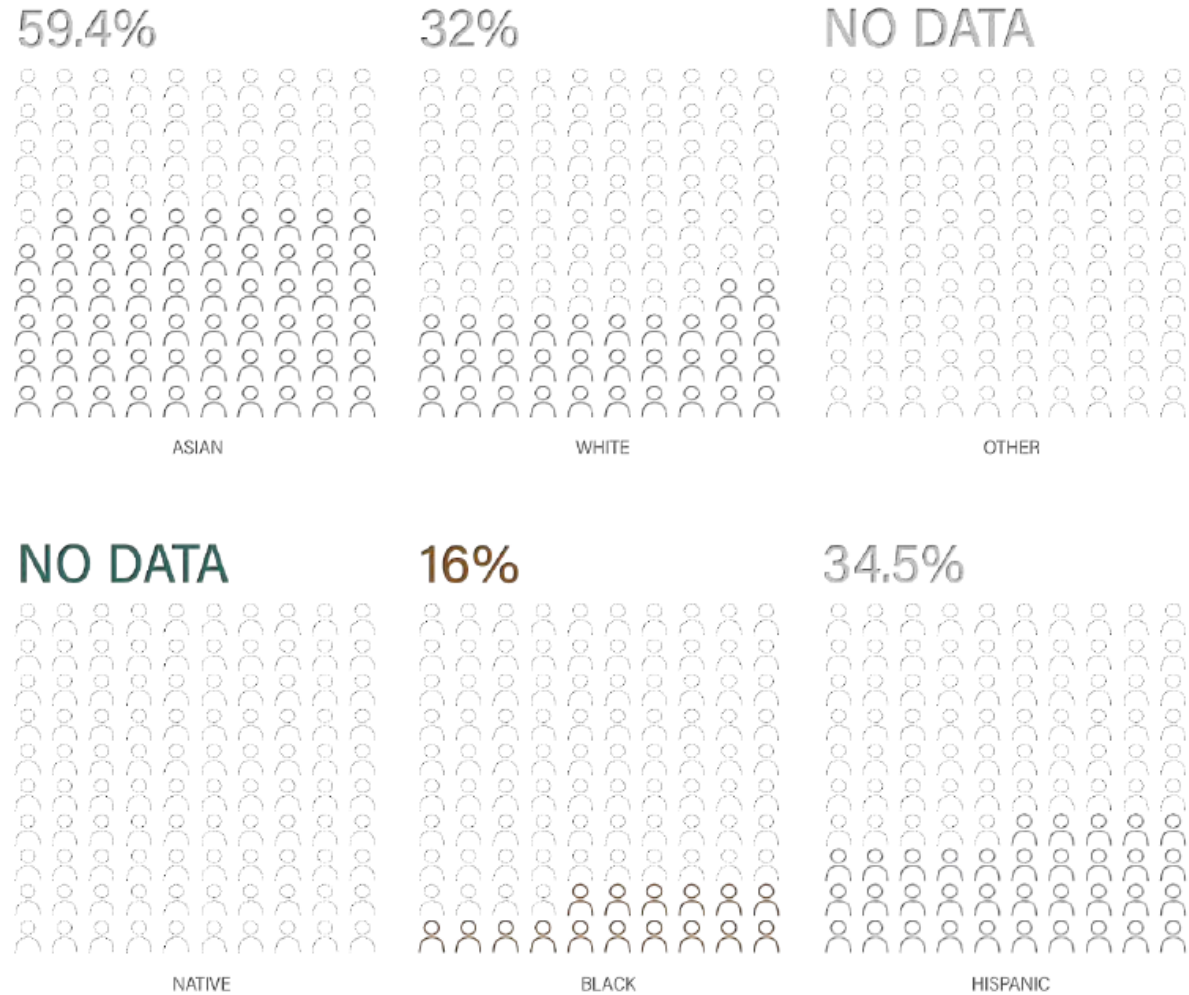 59.4%
32%
NO DATA
ASIAN
WHITE
OTHER
NO DATA
16%
34.5%
NATIVE
BLACK
HISPANIC